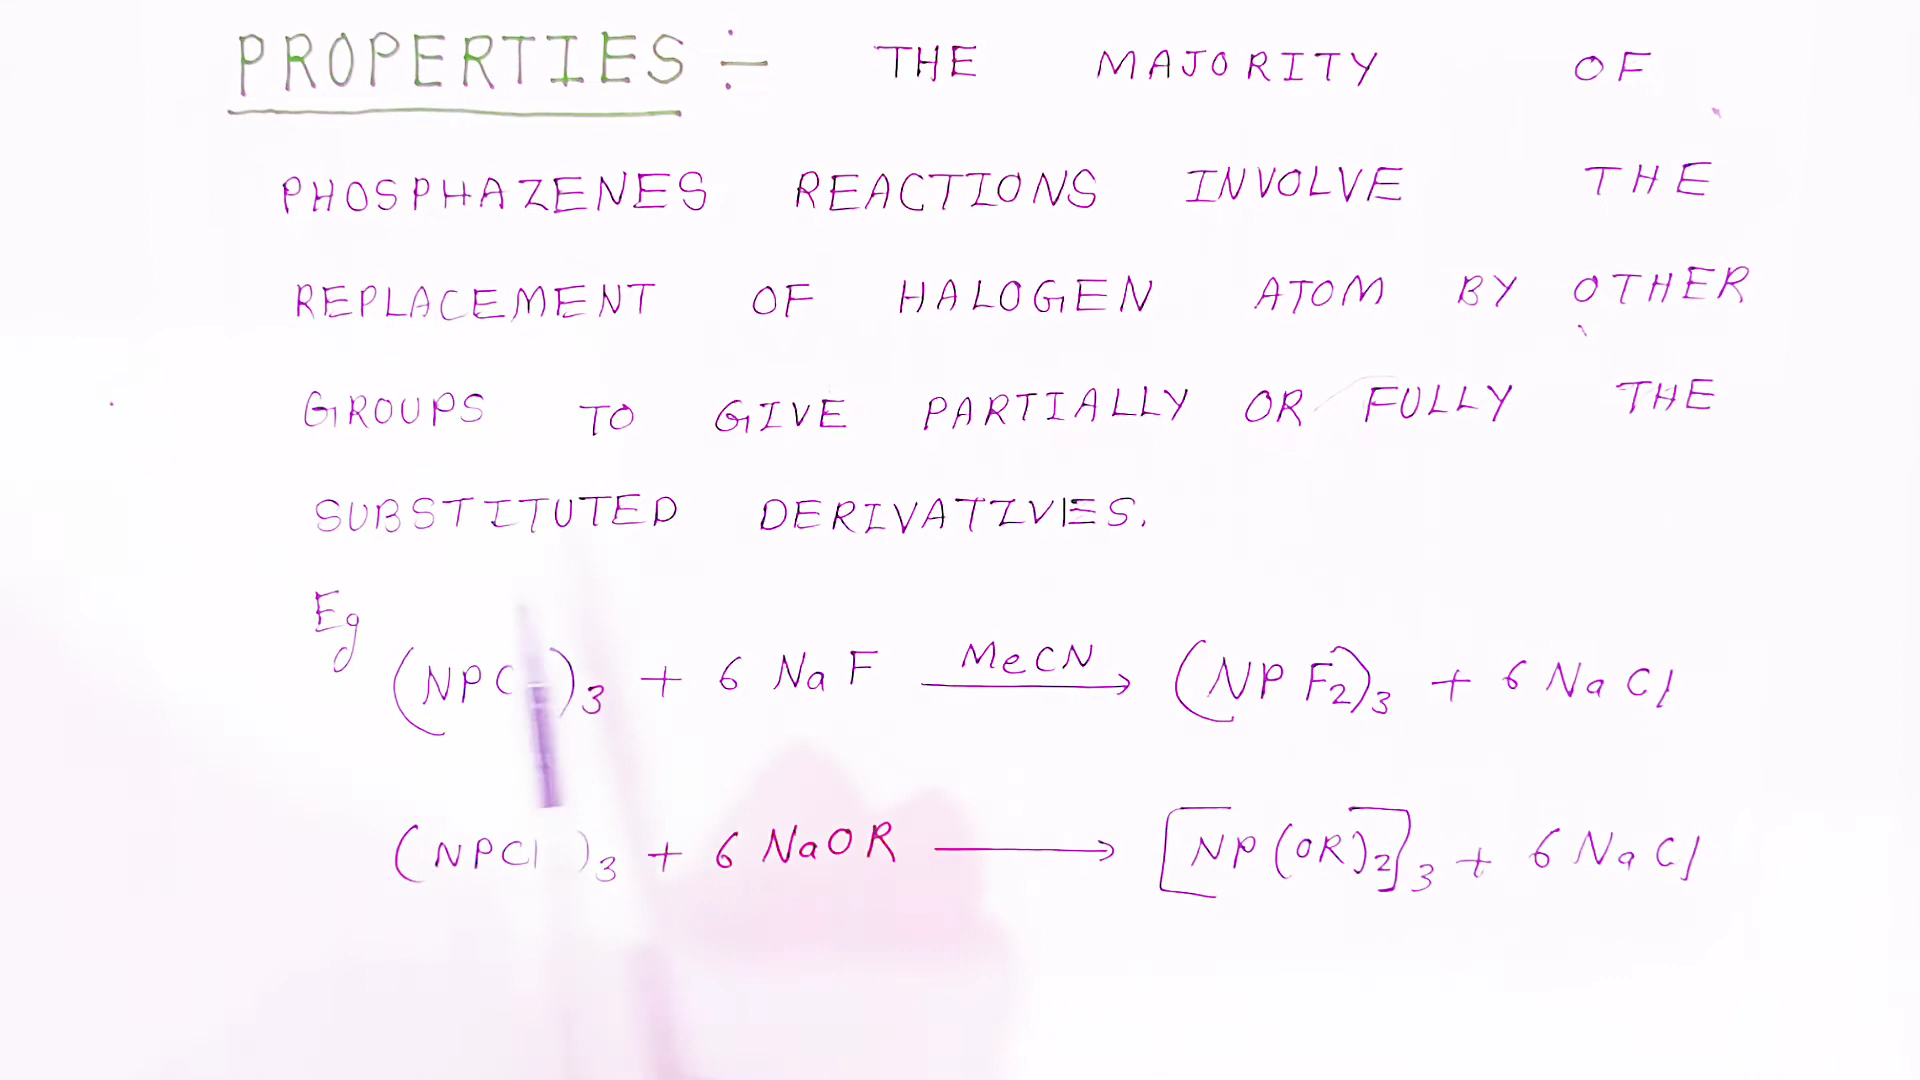 PROPERTIES ÷ THE MAJORITY OF
PHOSPHAZENES REACTIONS INVOLVE THE
REPLACEMENT OF HALOGEN ATOM BY OTHER
GROUPS TO GIVE PARTIALLY OR FULLY THE
SUBSTITUTED DERIVATIVES.
Eg
(NPC )3 + 6 NaF —MeCN→ (NPF2)3 + 6 NaCl
(NPCl )3 + 6 NaOR ⟶ [NP(OR)2]3 + 6 NaCl